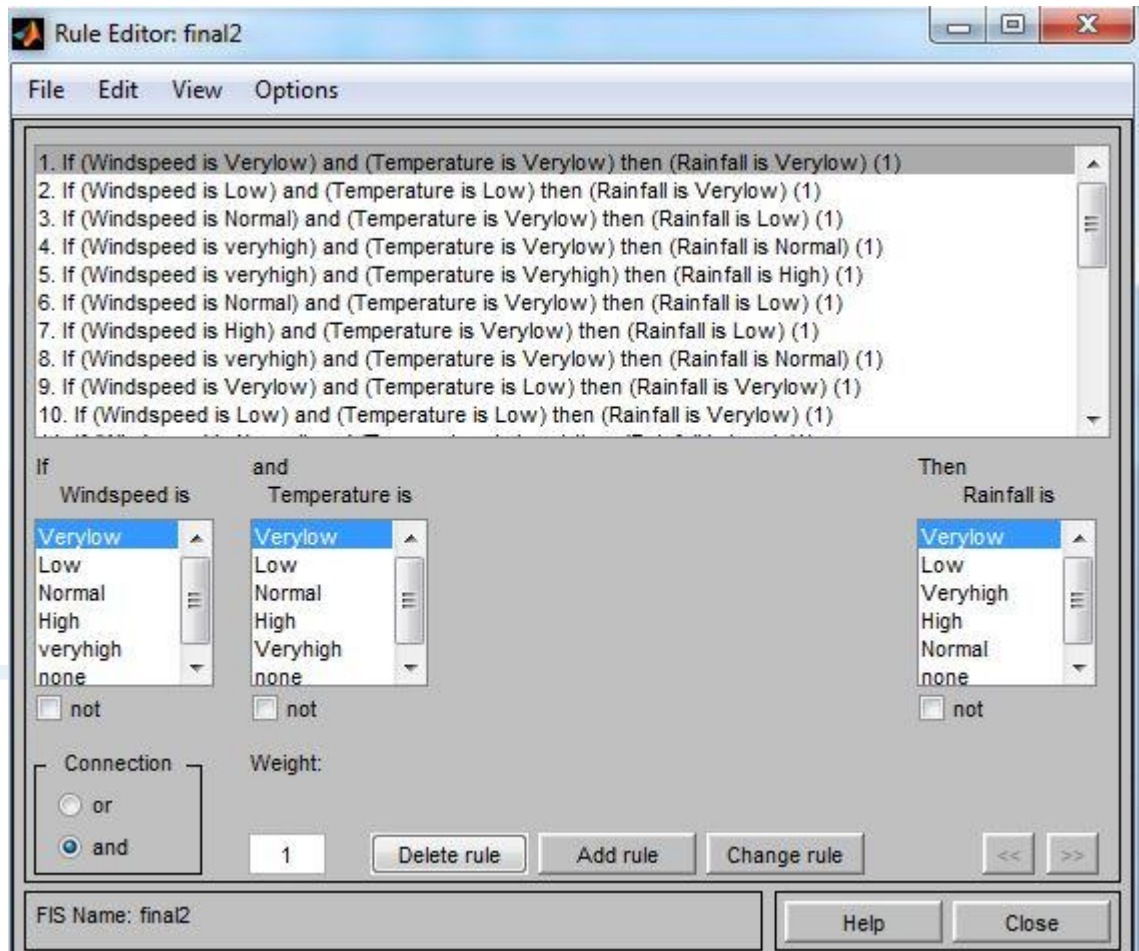 Rule Editor: final2
File Edit View Options
1. If (Windspeed is Verylow) and (Temperature is Verylow) then (Rainfall is Verylow) (1)
2. If (Windspeed is Low) and (Temperature is Low) then (Rainfall is Verylow) (1)
3. If (Windspeed is Normal) and (Temperature is Verylow) then (Rainfall is Low) (1)
4. If (Windspeed is veryhigh) and (Temperature is Verylow) then (Rainfall is Normal) (1)
5. If (Windspeed is veryhigh) and (Temperature is Veryhigh) then (Rainfall is High) (1)
6. If (Windspeed is Normal) and (Temperature is Verylow) then (Rainfall is Low) (1)
7. If (Windspeed is High) and (Temperature is Verylow) then (Rainfall is Low) (1)
8. If (Windspeed is veryhigh) and (Temperature is Verylow) then (Rainfall is Normal) (1)
9. If (Windspeed is Verylow) and (Temperature is Low) then (Rainfall is Verylow) (1)
10. If (Windspeed is Low) and (Temperature is Low) then (Rainfall is Verylow) (1)
If and Then
Windspeed is Temperature is Rainfall is
Verylow Verylow Verylow
Low Low Low
Normal Normal Veryhigh
High High High
veryhigh Veryhigh Normal
none none none
not not not
Connection Weight:
or
and 1 Delete rule Add rule Change rule << >>
FIS Name: final2 Help Close